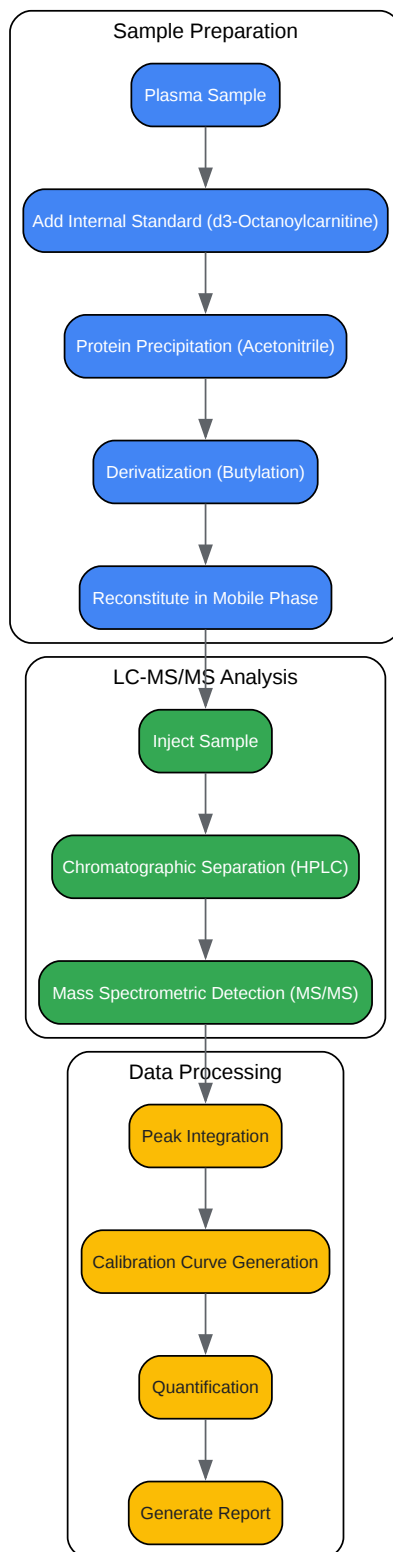 Sample Preparation
Plasma Sample
Add Internal Standard (d3-Octanoylcarnitine)
Protein Precipitation (Acetonitrile)
Derivatization (Butylation)
Reconstitute in Mobile Phase
LC-MS/MS Analysis
Inject Sample
Chromatographic Separation (HPLC)
Mass Spectrometric Detection (MS/MS)
Data Processing
Peak Integration
Calibration Curve Generation
Quantification
Generate Report